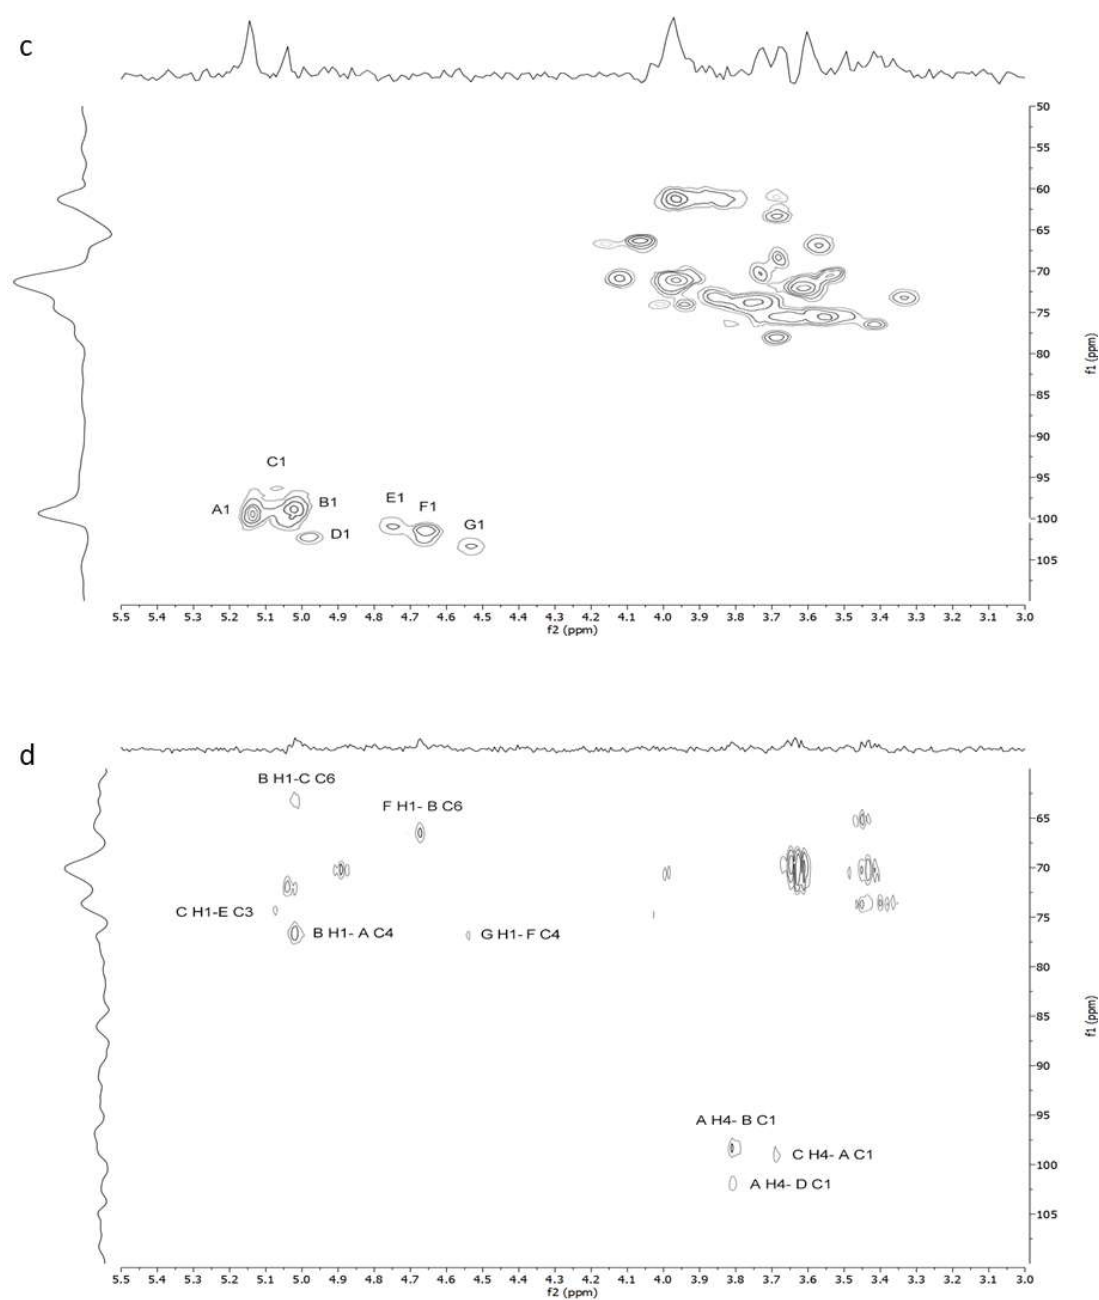 c
50
55
60
65
70
75
80
85
90
95
100
105
f1 (ppm)
C1
A1
B1
D1
E1
F1
G1
5.5 5.4 5.3 5.2 5.1 5.0 4.9 4.8 4.7 4.6 4.5 4.4 4.3 4.2 4.1 4.0 3.9 3.8 3.7 3.6 3.5 3.4 3.3 3.2 3.1 3.0
f2 (ppm)
d
B H1-C C6
F H1- B C6
C H1-E C3
B H1- A C4
G H1- F C4
A H4- B C1
C H4- A C1
A H4- D C1
65
70
75
80
85
90
95
100
105
f1 (ppm)
5.5 5.4 5.3 5.2 5.1 5.0 4.9 4.8 4.7 4.6 4.5 4.4 4.3 4.2 4.1 4.0 3.9 3.8 3.7 3.6 3.5 3.4 3.3 3.2 3.1 3.0
f2 (ppm)